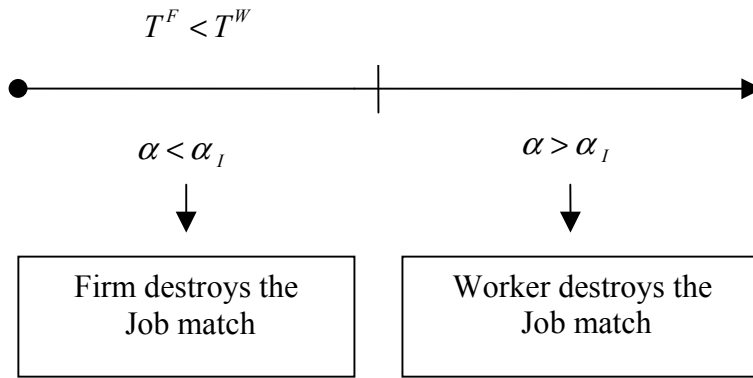 T^F < T^W
α < α_I
α > α_I
Firm destroys the
Job match
Worker destroys the
Job match